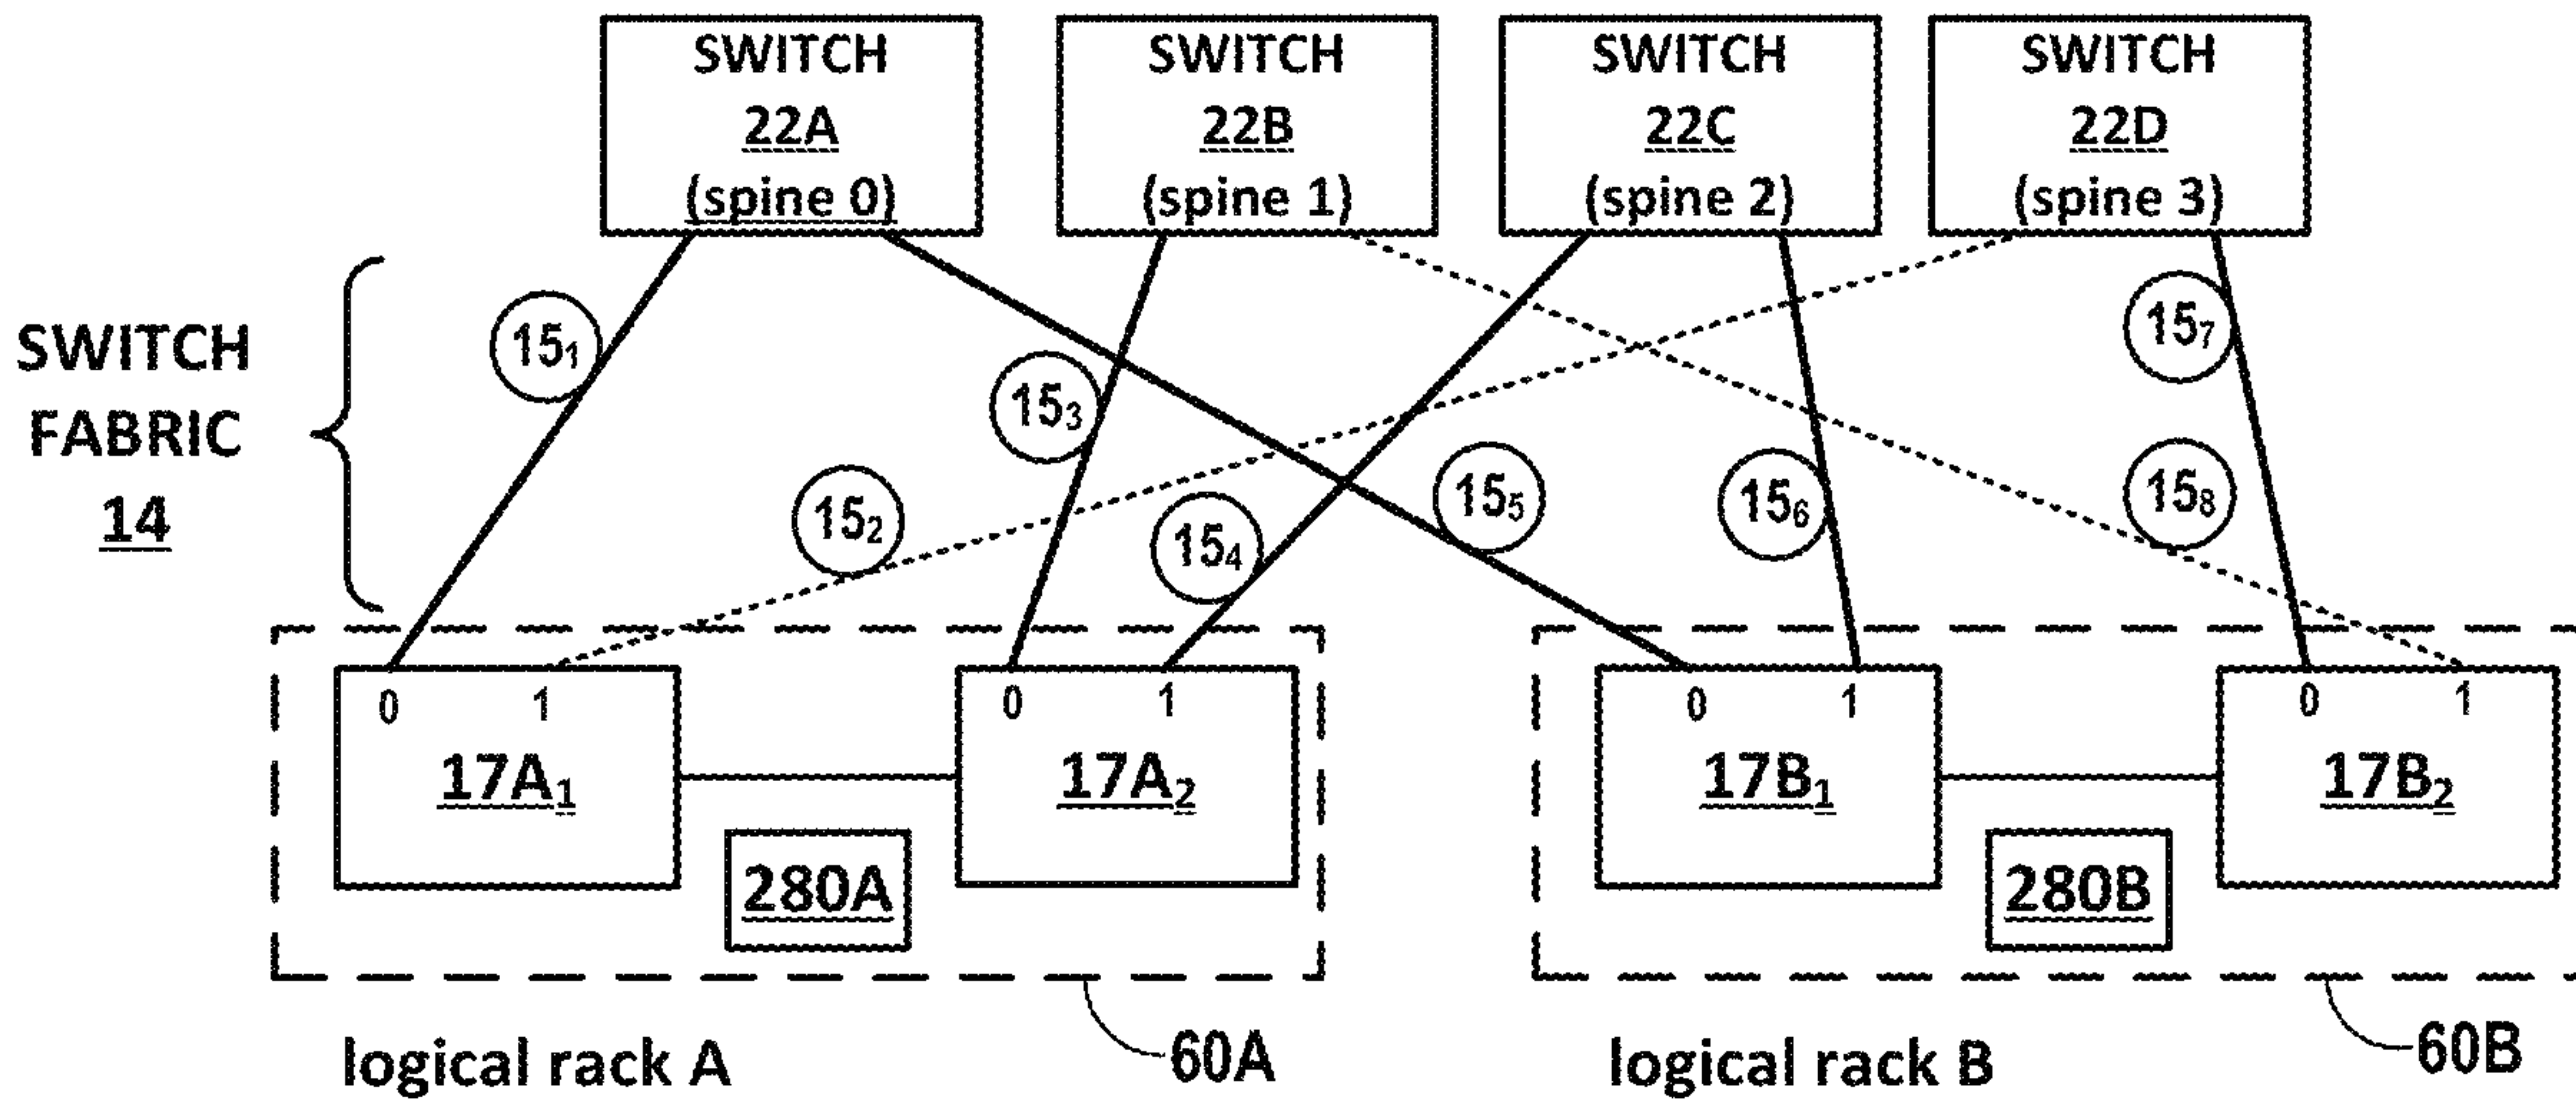 SWITCH
22A
(spine 0)
SWITCH
22B
(spine 1)
SWITCH
22C
(spine 2)
SWITCH
22D
(spine 3)
SWITCH
FABRIC
14
15₁
15₂
15₃
15₄
15₅
15₆
15₇
15₈
0 1
17A₁
0 1
17A₂
280A
0 1
17B₁
0 1
17B₂
280B
logical rack A
60A
logical rack B
60B